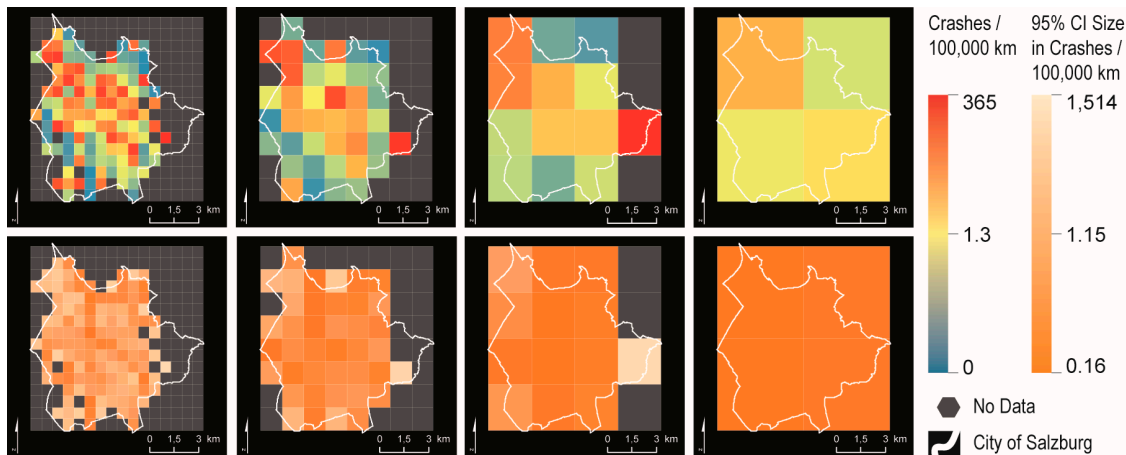 Crashes /
100,000 km
365
1.3
0
95% CI Size
in Crashes /
100,000 km
1,514
1.15
0.16
No Data
City of Salzburg
0 1,5 3 km
0 1,5 3 km
0 1,5 3 km
0 1,5 3 km
0 1,5 3 km
0 1,5 3 km
0 1,5 3 km
0 1,5 3 km